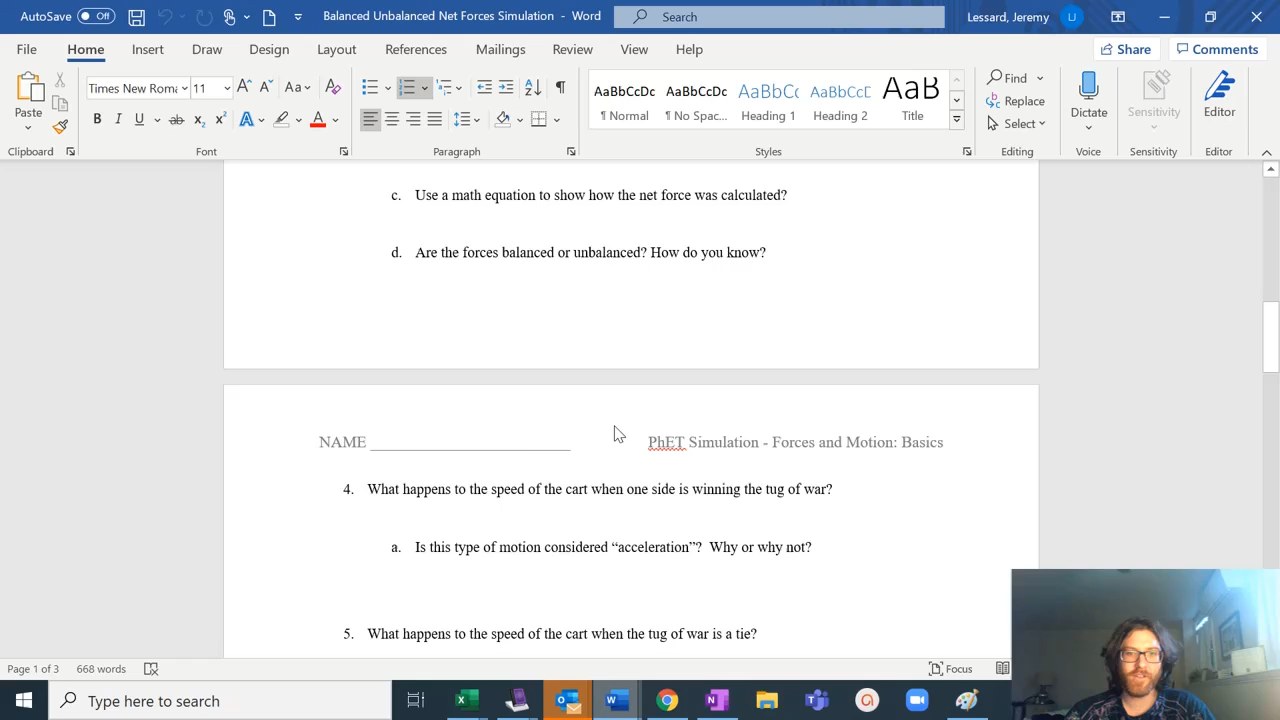 AutoSave Off Balanced Unbalanced Net Forces Simulation - Word Search Lessard, Jeremy
File Home Insert Draw Design Layout References Mailings Review View Help Share Comments
Paste
Clipboard
Times New Roma 11
Font
Paragraph
AaBbCcDc AaBbCcDc AaBbCc AaBbCcC AaB
¶ Normal ¶ No Spac... Heading 1 Heading 2 Title
Styles
Find
Replace
Select
Editing
Dictate
Voice
Sensitivity
Sensitivity
Editor
Editor
c. Use a math equation to show how the net force was calculated?
d. Are the forces balanced or unbalanced? How do you know?
NAME PhET Simulation - Forces and Motion: Basics
4. What happens to the speed of the cart when one side is winning the tug of war?
a. Is this type of motion considered “acceleration”? Why or why not?
5. What happens to the speed of the cart when the tug of war is a tie?
Page 1 of 3 668 words Focus
Type here to search